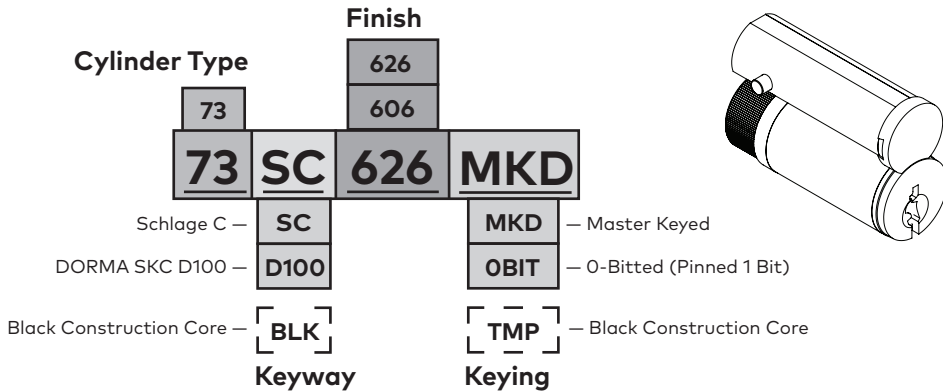 Finish
626
Cylinder Type
606
73
73 SC 626 MKD
Schlage C — SC
MKD — Master Keyed
DORMA SKC D100 — D100
0BIT — 0-Bitted (Pinned 1 Bit)
Black Construction Core — BLK
TMP — Black Construction Core
Keyway
Keying